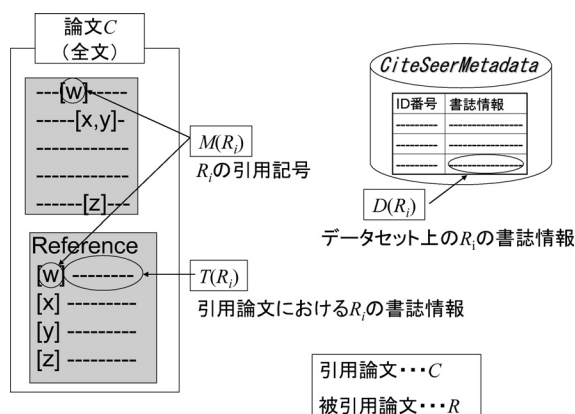 論文C
(全文)
----[w]------
-----[x,y]-
-------------
-------------
------[z]---
Reference
[w] ---------
[x] ---------
[y] ---------
[z] ---------
M(Ri)
Riの引用記号
T(Ri)
引用論文におけるRiの書誌情報
CiteSeerMetadata
ID番号 書誌情報
D(Ri)
データセット上のRiの書誌情報
引用論文・・・C
被引用論文・・・R